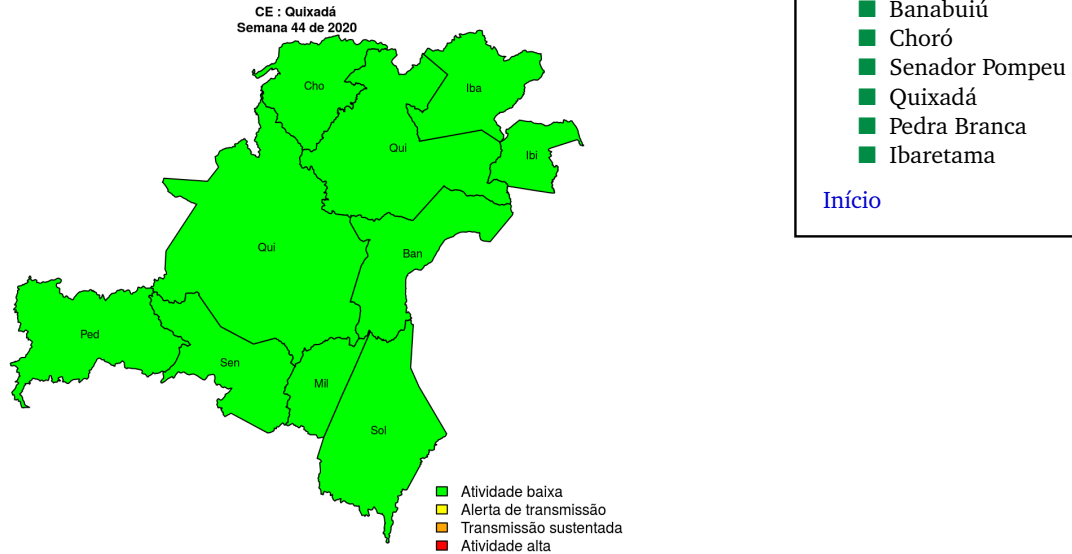 CE : Quixadá
Semana 44 de 2020
Cho
Iba
Qui
Ibi
Qui
Ban
Ped
Sen
Mil
Sol
Atividade baixa
Alerta de transmissão
Transmissão sustentada
Atividade alta
Banabuiú
Choró
Senador Pompeu
Quixadá
Pedra Branca
Ibaretama
Início